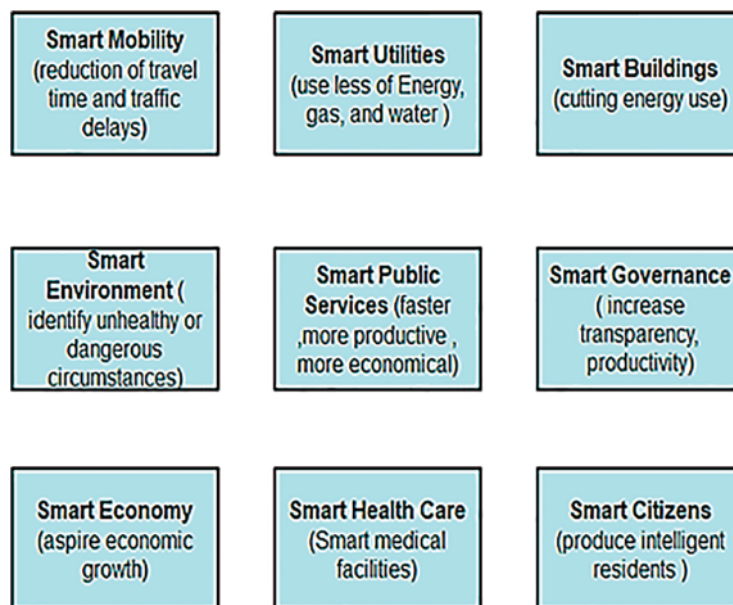 Smart Mobility
(reduction of travel
time and traffic
delays)
Smart Utilities
(use less of Energy,
gas, and water )
Smart Buildings
(cutting energy use)
Smart
Environment (
identify unhealthy or
dangerous
circumstances)
Smart Public
Services (faster
,more productive ,
more economical)
Smart Governance
( increase
transparency,
productivity)
Smart Economy
(aspire economic
growth)
Smart Health Care
(Smart medical
facilities)
Smart Citizens
(produce intelligent
residents )